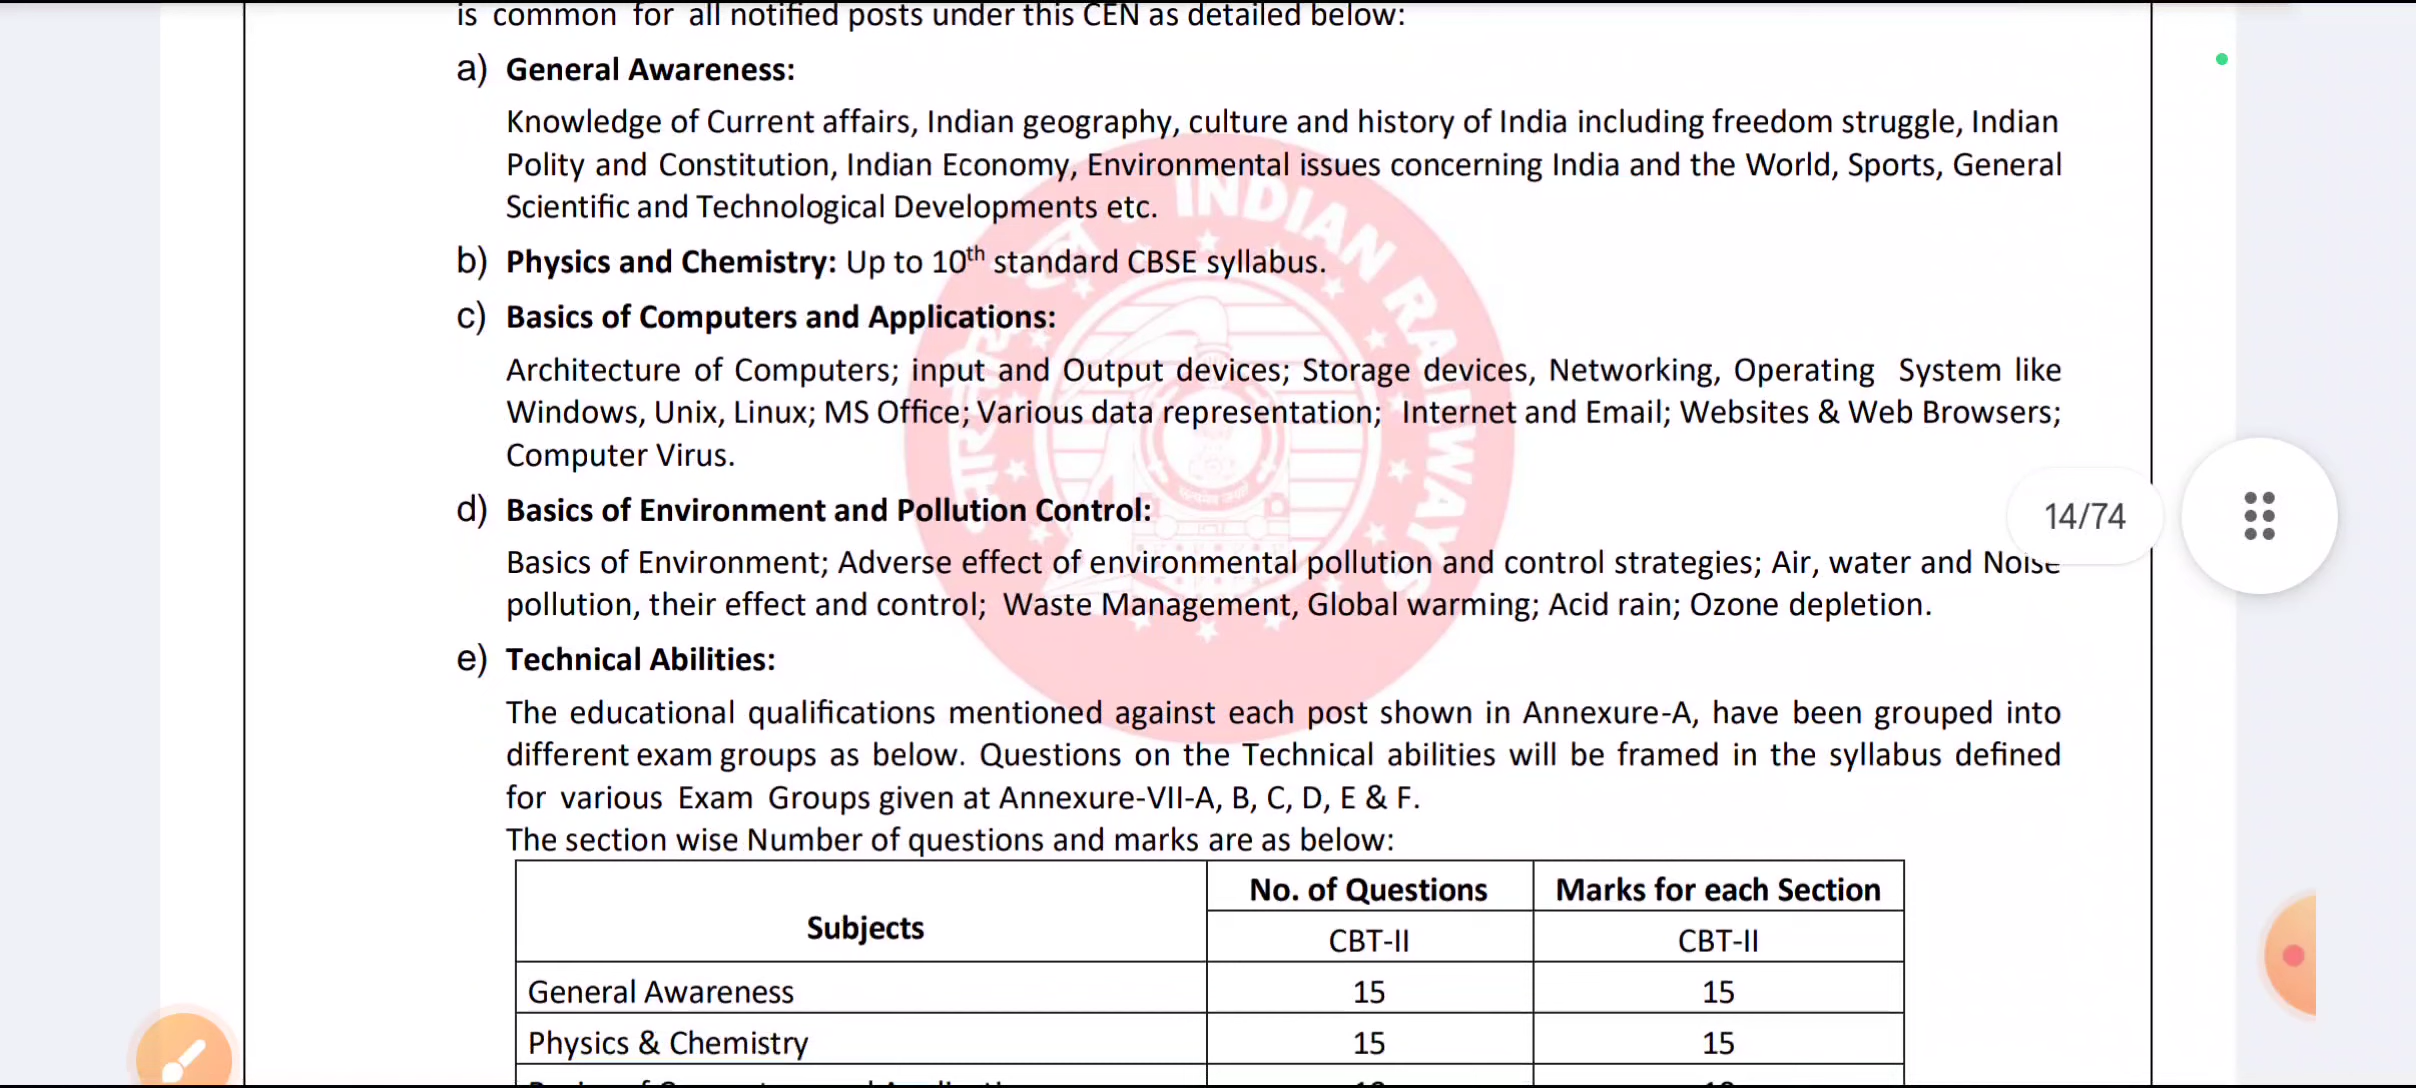 is common for all notified posts under this CEN as detailed below:
a) General Awareness:
Knowledge of Current affairs, Indian geography, culture and history of India including freedom struggle, Indian
Polity and Constitution, Indian Economy, Environmental issues concerning India and the World, Sports, General
Scientific and Technological Developments etc.
b) Physics and Chemistry: Up to 10th standard CBSE syllabus.
c) Basics of Computers and Applications:
Architecture of Computers; input and Output devices; Storage devices, Networking, Operating System like
Windows, Unix, Linux; MS Office; Various data representation; Internet and Email; Websites & Web Browsers;
Computer Virus.
d) Basics of Environment and Pollution Control:
14/74
Basics of Environment; Adverse effect of environmental pollution and control strategies; Air, water and Noise
pollution, their effect and control; Waste Management, Global warming; Acid rain; Ozone depletion.
e) Technical Abilities:
The educational qualifications mentioned against each post shown in Annexure-A, have been grouped into
different exam groups as below. Questions on the Technical abilities will be framed in the syllabus defined
for various Exam Groups given at Annexure-VII-A, B, C, D, E & F.
The section wise Number of questions and marks are as below:
Subjects No. of Questions Marks for each Section
CBT-II CBT-II
General Awareness 15 15
Physics & Chemistry 15 15
INDIAN RAILWAYS